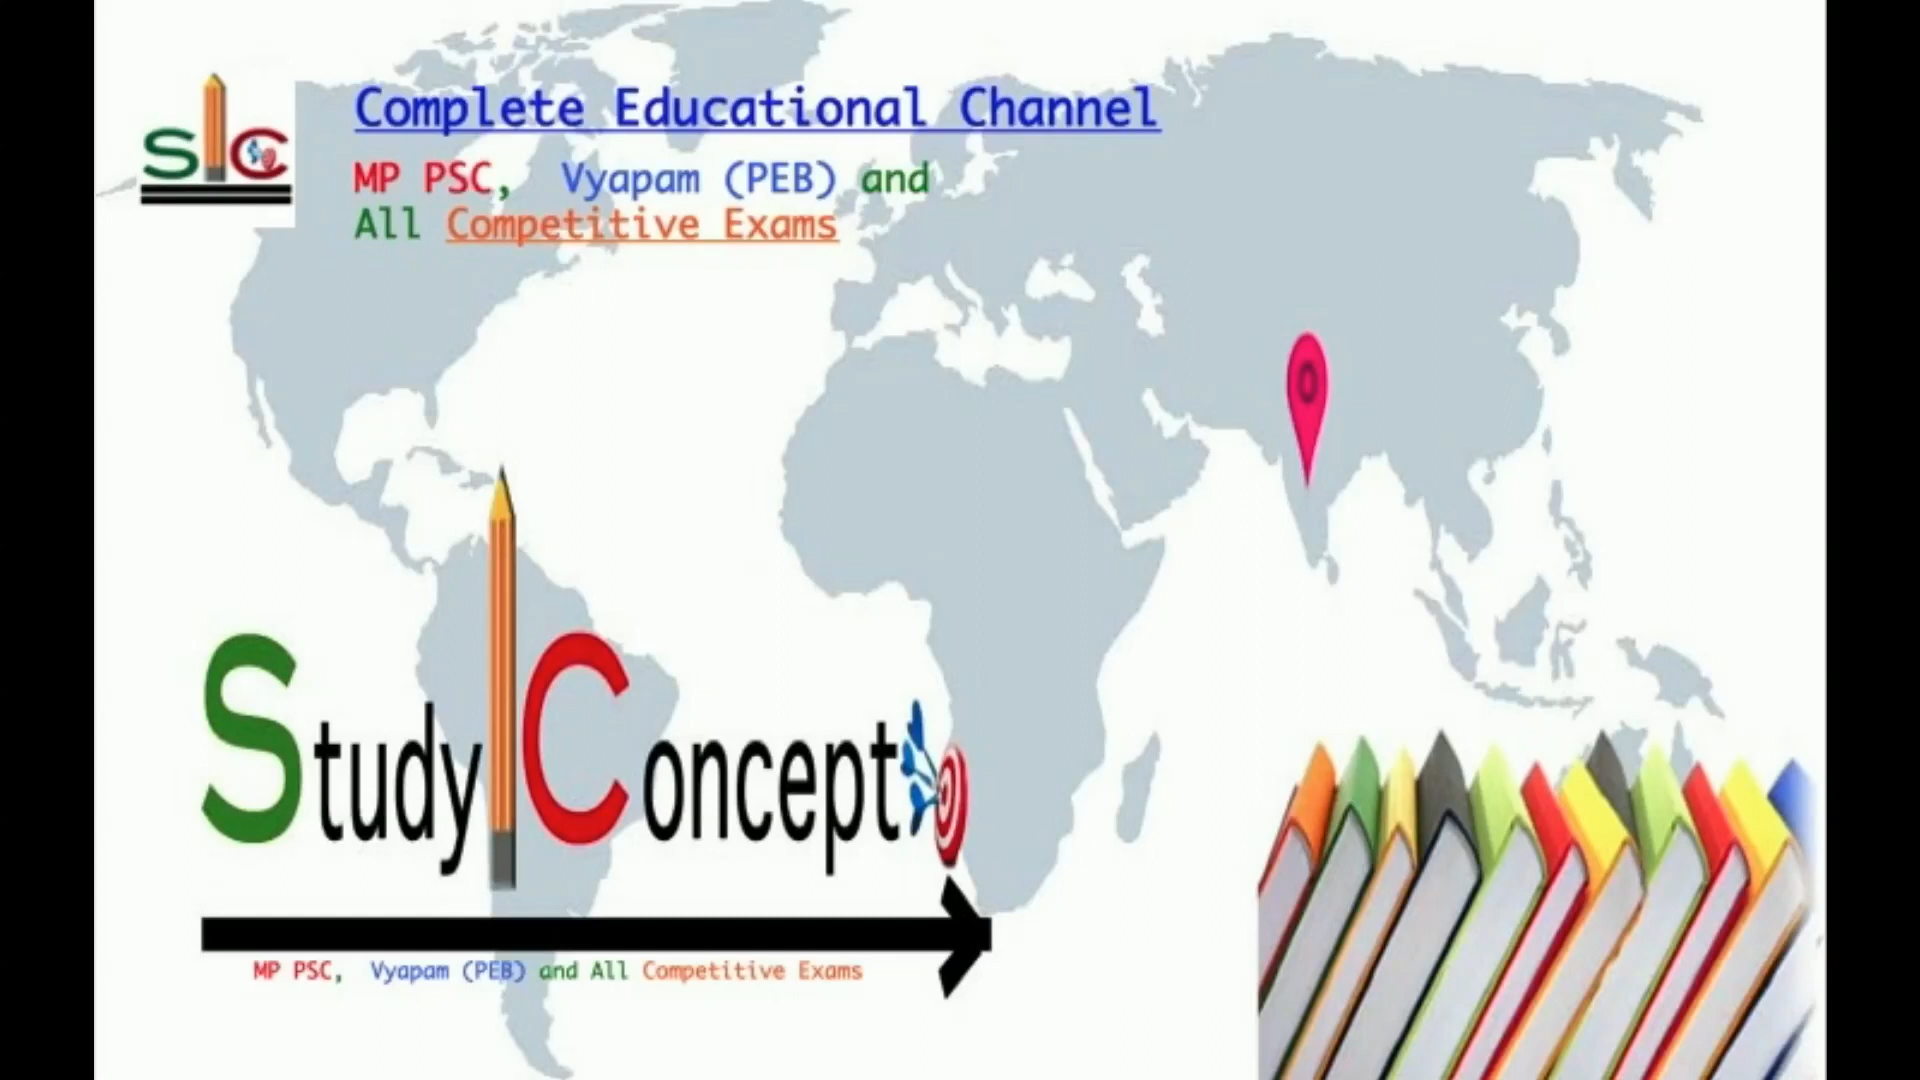 SC
Complete Educational Channel
MP PSC, Vyapam (PEB) and
All Competitive Exams
Study Concept
MP PSC, Vyapam (PEB) and All Competitive Exams